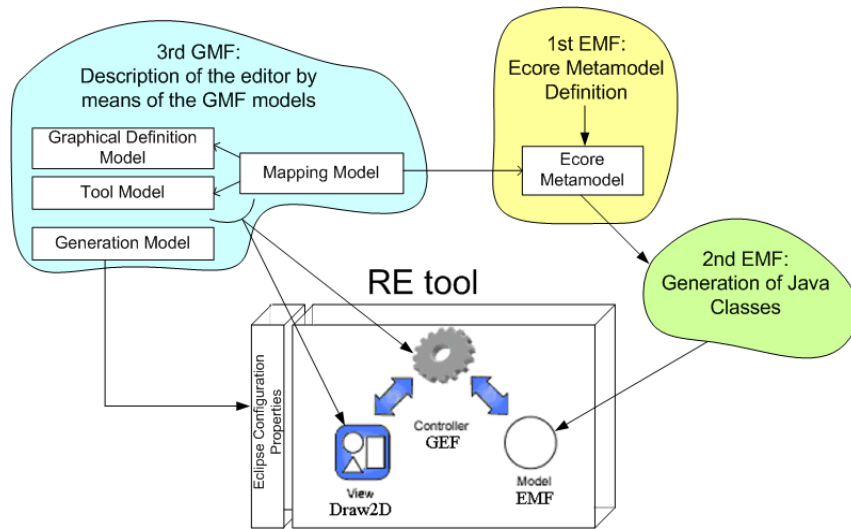 3rd GMF:
Description of the editor by
means of the GMF models
Graphical Definition
Model
Mapping Model
Tool Model
Generation Model
1st EMF:
Ecore Metamodel
Definition
Ecore
Metamodel
2nd EMF:
Generation of Java
Classes
RE tool
Eclipse Configuration
Properties
Controller
GEF
View
Draw2D
Model
EMF